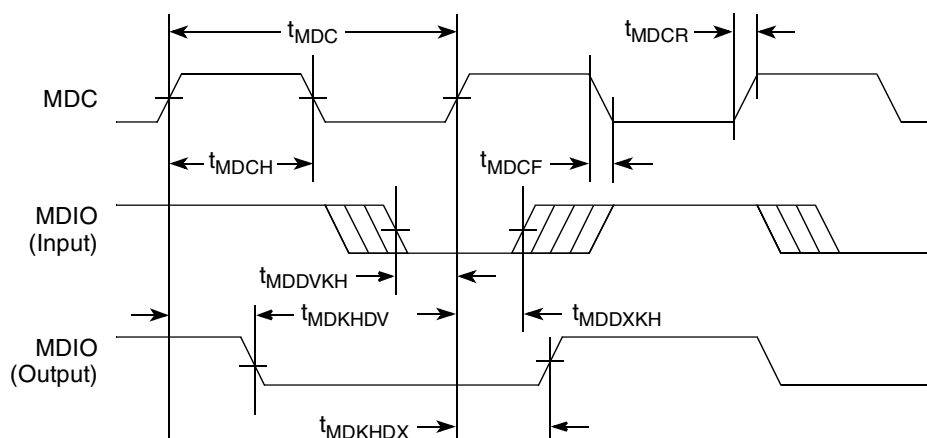 tMDC
tMDCR
MDC
tMDCH
tMDCF
MDIO
(Input)
tMDDVKH
tMDKHDV
tMDDXKH
MDIO
(Output)
tMDKHDX